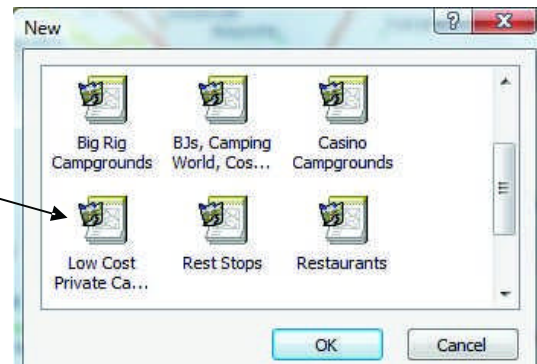 New
Big Rig
Campgrounds
BJs, Camping
World, Cos...
Casino
Campgrounds
Low Cost
Private Ca...
Rest Stops
Restaurants
OK
Cancel